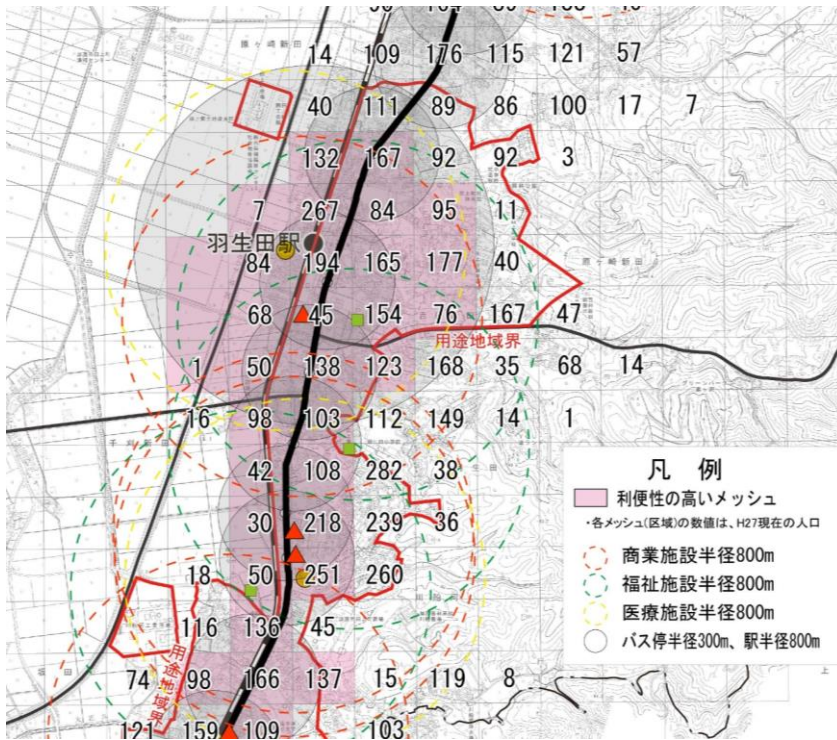 14 109 176 115 121 57
40 111 89 86 100 17 7
132 167 92 92 3
7 267 84 95 11
羽生田駅
84 194 165 177 40
68 45 154 76 167 47
用途地域界
1 50 138 123 168 35 68 14
16 98 103 112 149 14 1
42 108 282 38
30 218 239 36
18 50 251 260
116 136 45
用途地域界
74 98 166 137 15 119 8
121 159 109 103
凡 例
利便性の高いメッシュ
・各メッシュ(区域)の数値は、H27現在の人口
商業施設半径800m
福祉施設半径800m
医療施設半径800m
バス停半径300m、駅半径800m
上